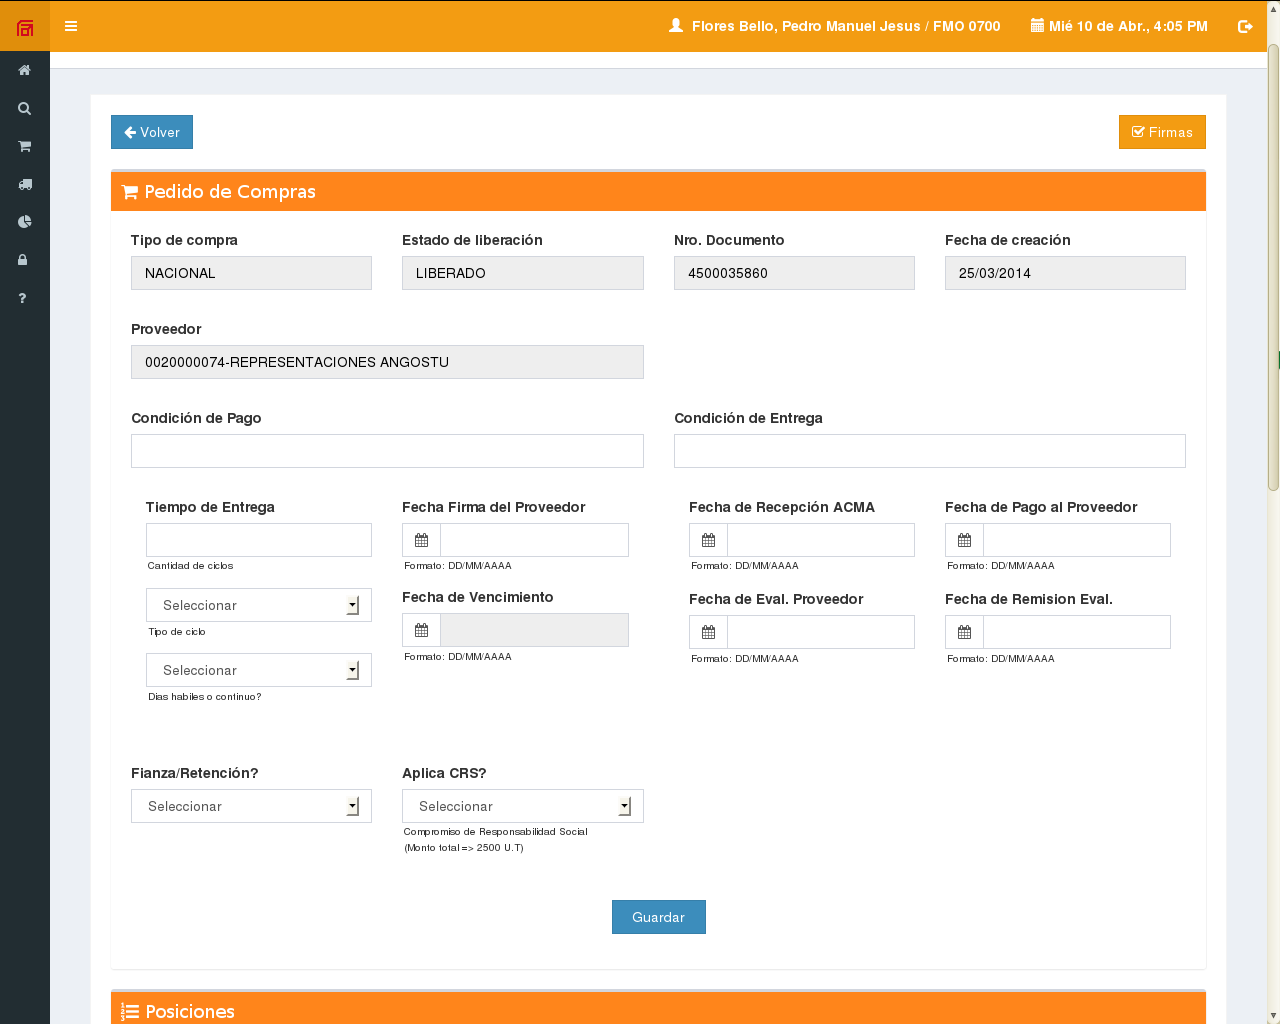 Flores Bello, Pedro Manuel Jesus / FMO 0700 Mié 10 de Abr., 4:05 PM
Volver Firmas
Pedido de Compras
Tipo de compra Estado de liberación Nro. Documento Fecha de creación
NACIONAL LIBERADO 4500035860 25/03/2014
Proveedor
0020000074-REPRESENTACIONES ANGOSTU
Condición de Pago Condición de Entrega
Tiempo de Entrega Fecha Firma del Proveedor Fecha de Recepción ACMA Fecha de Pago al Proveedor
Cantidad de ciclos Formato: DD/MM/AAAA Formato: DD/MM/AAAA Formato: DD/MM/AAAA
Seleccionar Fecha de Vencimiento Fecha de Eval. Proveedor Fecha de Remision Eval.
Tipo de ciclo
Formato: DD/MM/AAAA Formato: DD/MM/AAAA Formato: DD/MM/AAAA
Seleccionar
Dias habiles o continuo?
Fianza/Retención? Aplica CRS?
Seleccionar Seleccionar
Compromiso de Responsabilidad Social
(Monto total => 2500 U.T)
Guardar
Posiciones